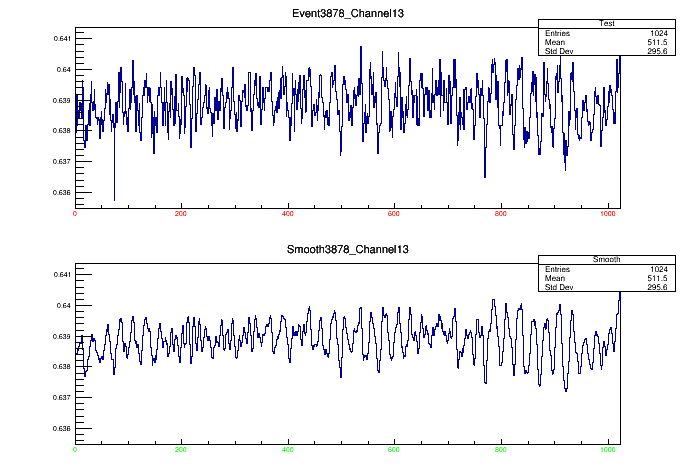 Event3878_Channel13
Test
Entries 1024
Mean 511.5
Std Dev 295.6
0.641
0.64
0.639
0.638
0.637
0.636
0 200 400 600 800 1000
Smooth3878_Channel13
Smooth
Entries 1024
Mean 511.5
Std Dev 295.6
0.641
0.64
0.639
0.638
0.637
0.636
0 200 400 600 800 1000